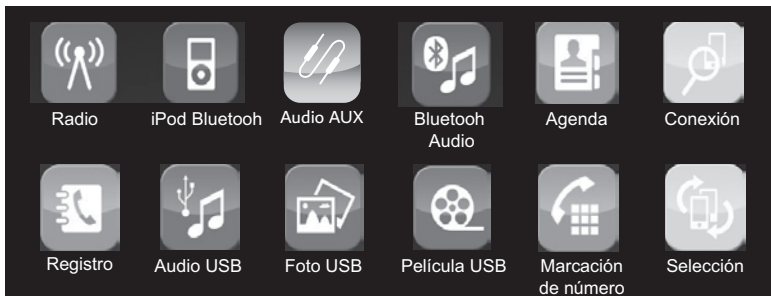 Radio
iPod Bluetooh
Audio AUX
Bluetooh
Audio
Agenda
Conexión
Registro
Audio USB
Foto USB
Película USB
Marcación
de número
Selección